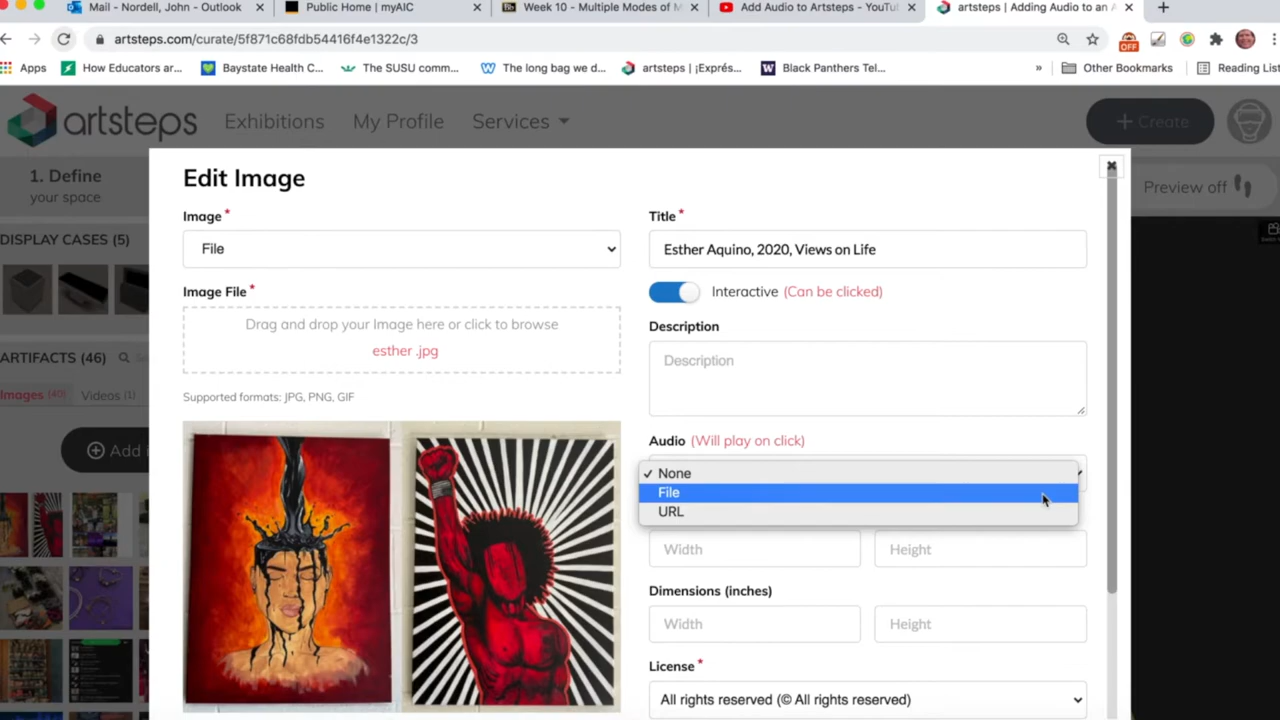 Mail - Nordell, John - Outlook
Public Home | myAIC
Week 10 - Multiple Modes of M
Add Audio to Artsteps - YouTu
artsteps | Adding Audio to an A
artsteps.com/curate/5f871c68fdb54416f4e1322c/3
OFF
Apps
How Educators ar...
Baystate Health C...
The SUSU comm...
The long bag we d...
artsteps | ¡Exprés...
Black Panthers Tel...
»
Other Bookmarks
Reading List
artsteps
Exhibitions
My Profile
Services
+ Create
1. Define
your space
Preview off
DISPLAY CASES (5)
ARTIFACTS (46)
Images (40)
Videos (1)
Add i
Edit Image
Image*
File
Image File*
Drag and drop your Image here or click to browse
esther .jpg
Supported formats: JPG, PNG, GIF
Title*
Esther Aquino, 2020, Views on Life
Interactive (Can be clicked)
Description
Description
Audio (Will play on click)
✓ None
File
URL
Width
Height
Dimensions (inches)
Width
Height
License*
All rights reserved (© All rights reserved)